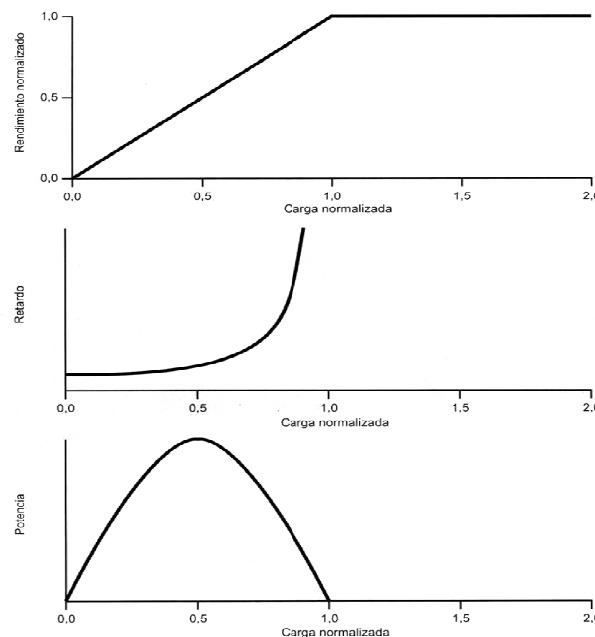 Rendimiento normalizado
1,0
0,5
0,0
0,0 0,5 1,0 1,5 2,0
Carga normalizada
Retardo
0,0 0,5 1,0 1,5
Carga normalizada
Potencia
0,0 0,5 1,0 1,5
Carga normalizada